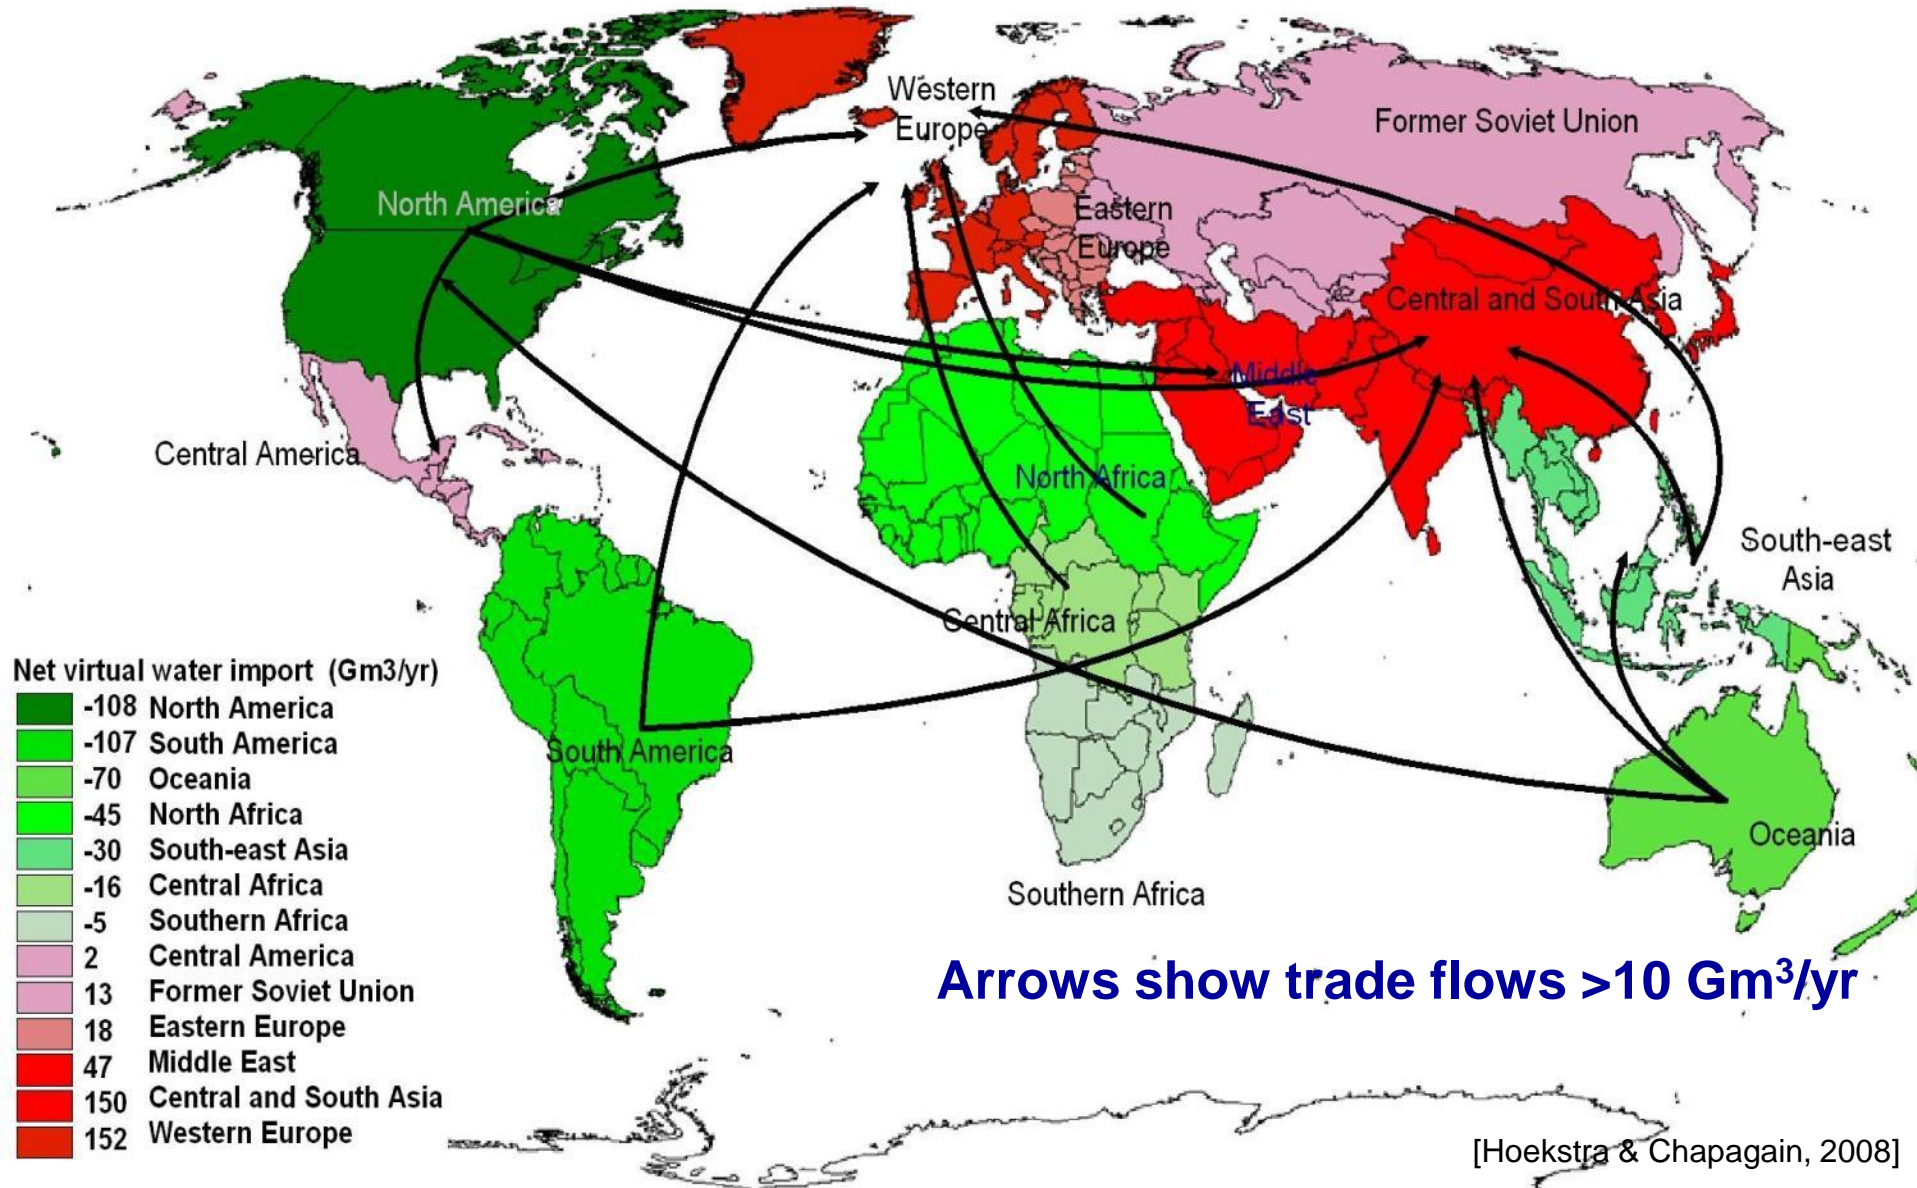 Western
Europe
Former Soviet Union
North America
Eastern
Europe
Central and South Asia
Middle
East
Central America
North Africa
South-east
Asia
Central Africa
South America
Oceania
Southern Africa
Net virtual water import (Gm3/yr)
-108 North America
-107 South America
-70 Oceania
-45 North Africa
-30 South-east Asia
-16 Central Africa
-5 Southern Africa
2 Central America
13 Former Soviet Union
18 Eastern Europe
47 Middle East
150 Central and South Asia
152 Western Europe
Arrows show trade flows >10 Gm³/yr
[Hoekstra & Chapagain, 2008]